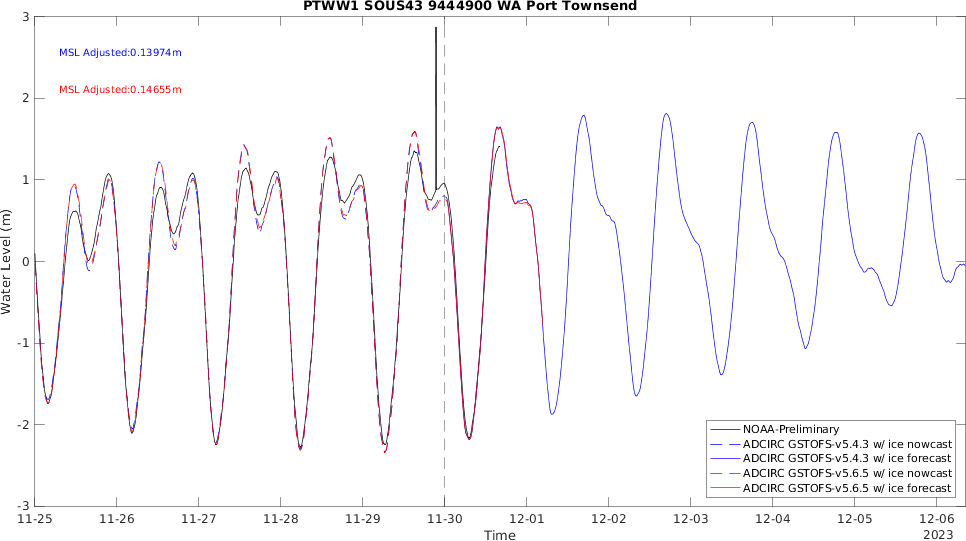 PTWW1 SOUS43 9444900 WA Port Townsend
MSL Adjusted:0.13974m
MSL Adjusted:0.14655m
Water Level (m)
3
2
1
0
-1
-2
-3
NOAA-Preliminary
ADCIRC GSTOFS-v5.4.3 w/ ice nowcast
ADCIRC GSTOFS-v5.4.3 w/ ice forecast
ADCIRC GSTOFS-v5.6.5 w/ ice nowcast
ADCIRC GSTOFS-v5.6.5 w/ ice forecast
11-25 11-26 11-27 11-28 11-29 11-30 12-01 12-02 12-03 12-04 12-05 12-06
Time
2023